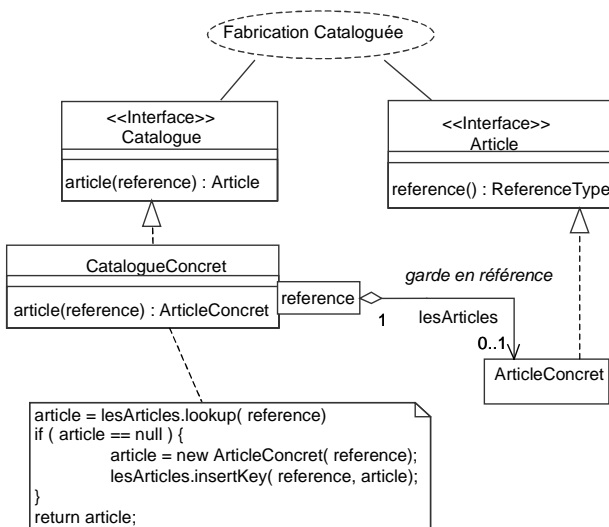 Fabrication Cataloguée
<<Interface>>
Catalogue
article(reference) : Article
<<Interface>>
Article
reference() : ReferenceType
CatalogueConcret
article(reference) : ArticleConcret
reference
garde en référence
1
lesArticles
0..1
ArticleConcret
article = lesArticles.lookup( reference)
if ( article == null ) {
article = new ArticleConcret( reference);
lesArticles.insertKey( reference, article);
}
return article;